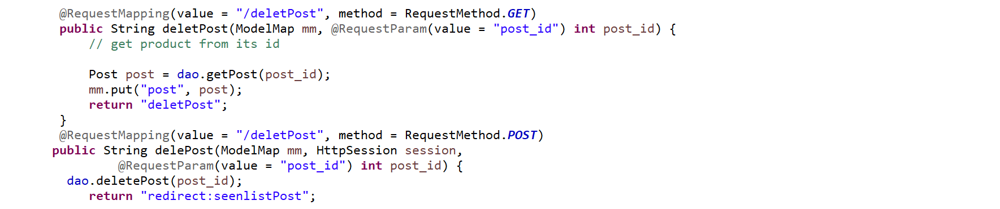 @RequestMapping(value = "/deletPost", method = RequestMethod.GET)
public String deletPost(ModelMap mm, @RequestParam(value = "post_id") int post_id) {
// get product from its id
Post post = dao.getPost(post_id);
mm.put("post", post);
return "deletPost";
}
@RequestMapping(value = "/deletPost", method = RequestMethod.POST)
public String delePost(ModelMap mm, HttpSession session,
@RequestParam(value = "post_id") int post_id) {
dao.deletePost(post_id);
return "redirect:seenlistPost";